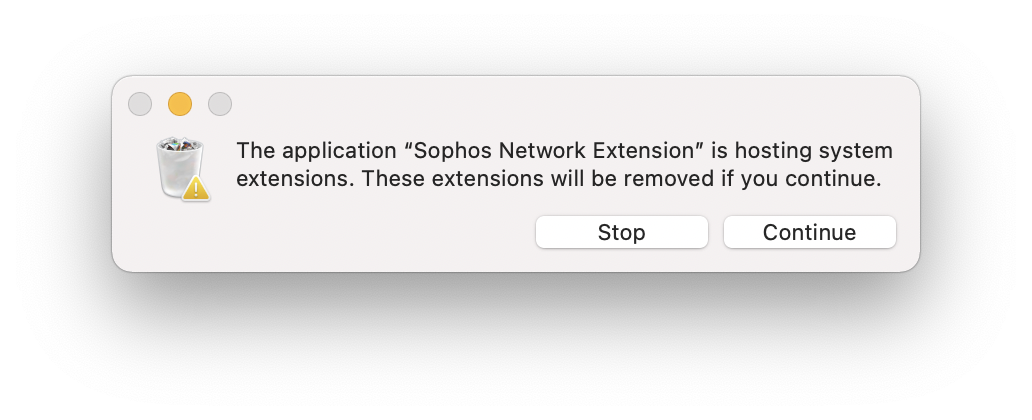 The application “Sophos Network Extension” is hosting system
extensions. These extensions will be removed if you continue.
Stop
Continue